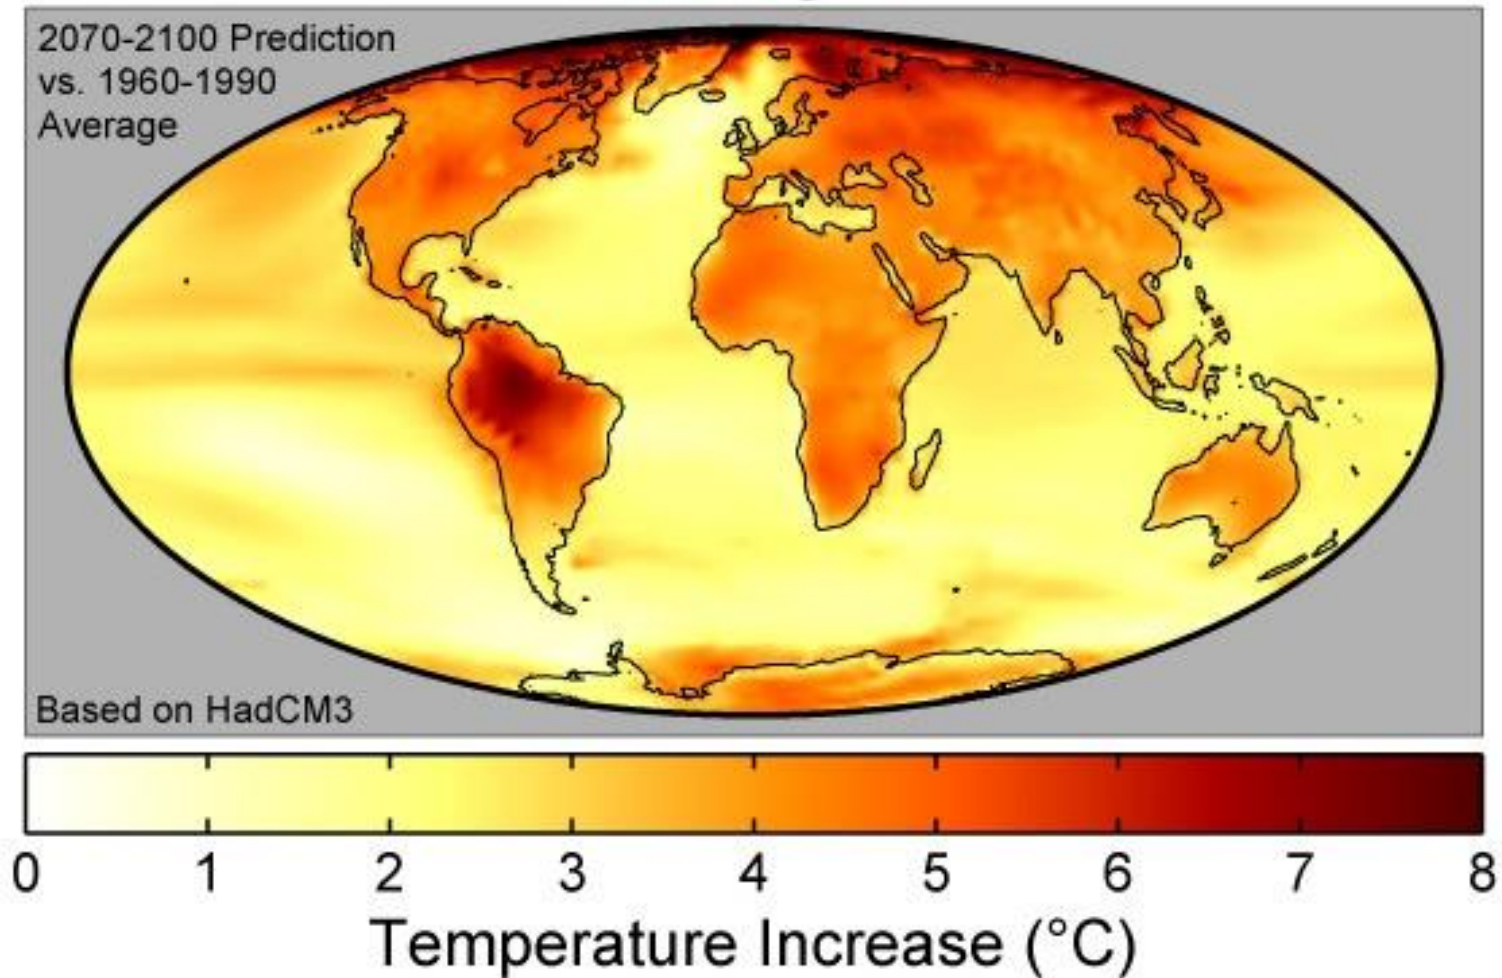 2070-2100 Prediction
vs. 1960-1990
Average
Based on HadCM3
0 1 2 3 4 5 6 7 8
Temperature Increase (°C)